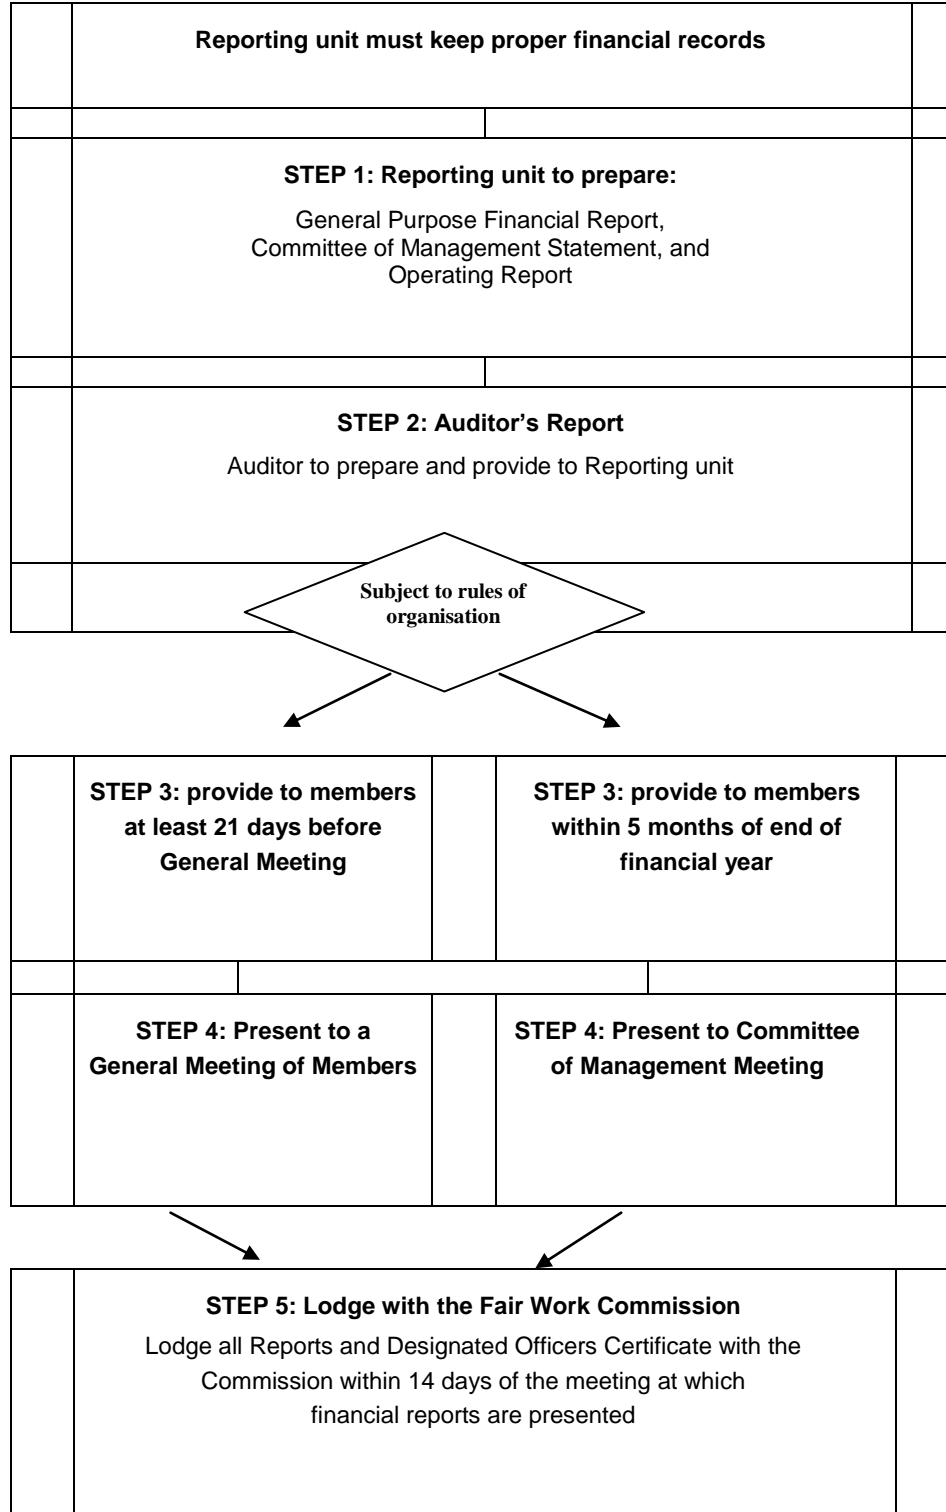 Reporting unit must keep proper financial records
STEP 1: Reporting unit to prepare:
General Purpose Financial Report,
Committee of Management Statement, and
Operating Report
STEP 2: Auditor’s Report
Auditor to prepare and provide to Reporting unit
Subject to rules of
organisation
STEP 3: provide to members
at least 21 days before
General Meeting
STEP 3: provide to members
within 5 months of end of
financial year
STEP 4: Present to a
General Meeting of Members
STEP 4: Present to Committee
of Management Meeting
STEP 5: Lodge with the Fair Work Commission
Lodge all Reports and Designated Officers Certificate with the
Commission within 14 days of the meeting at which
financial reports are presented